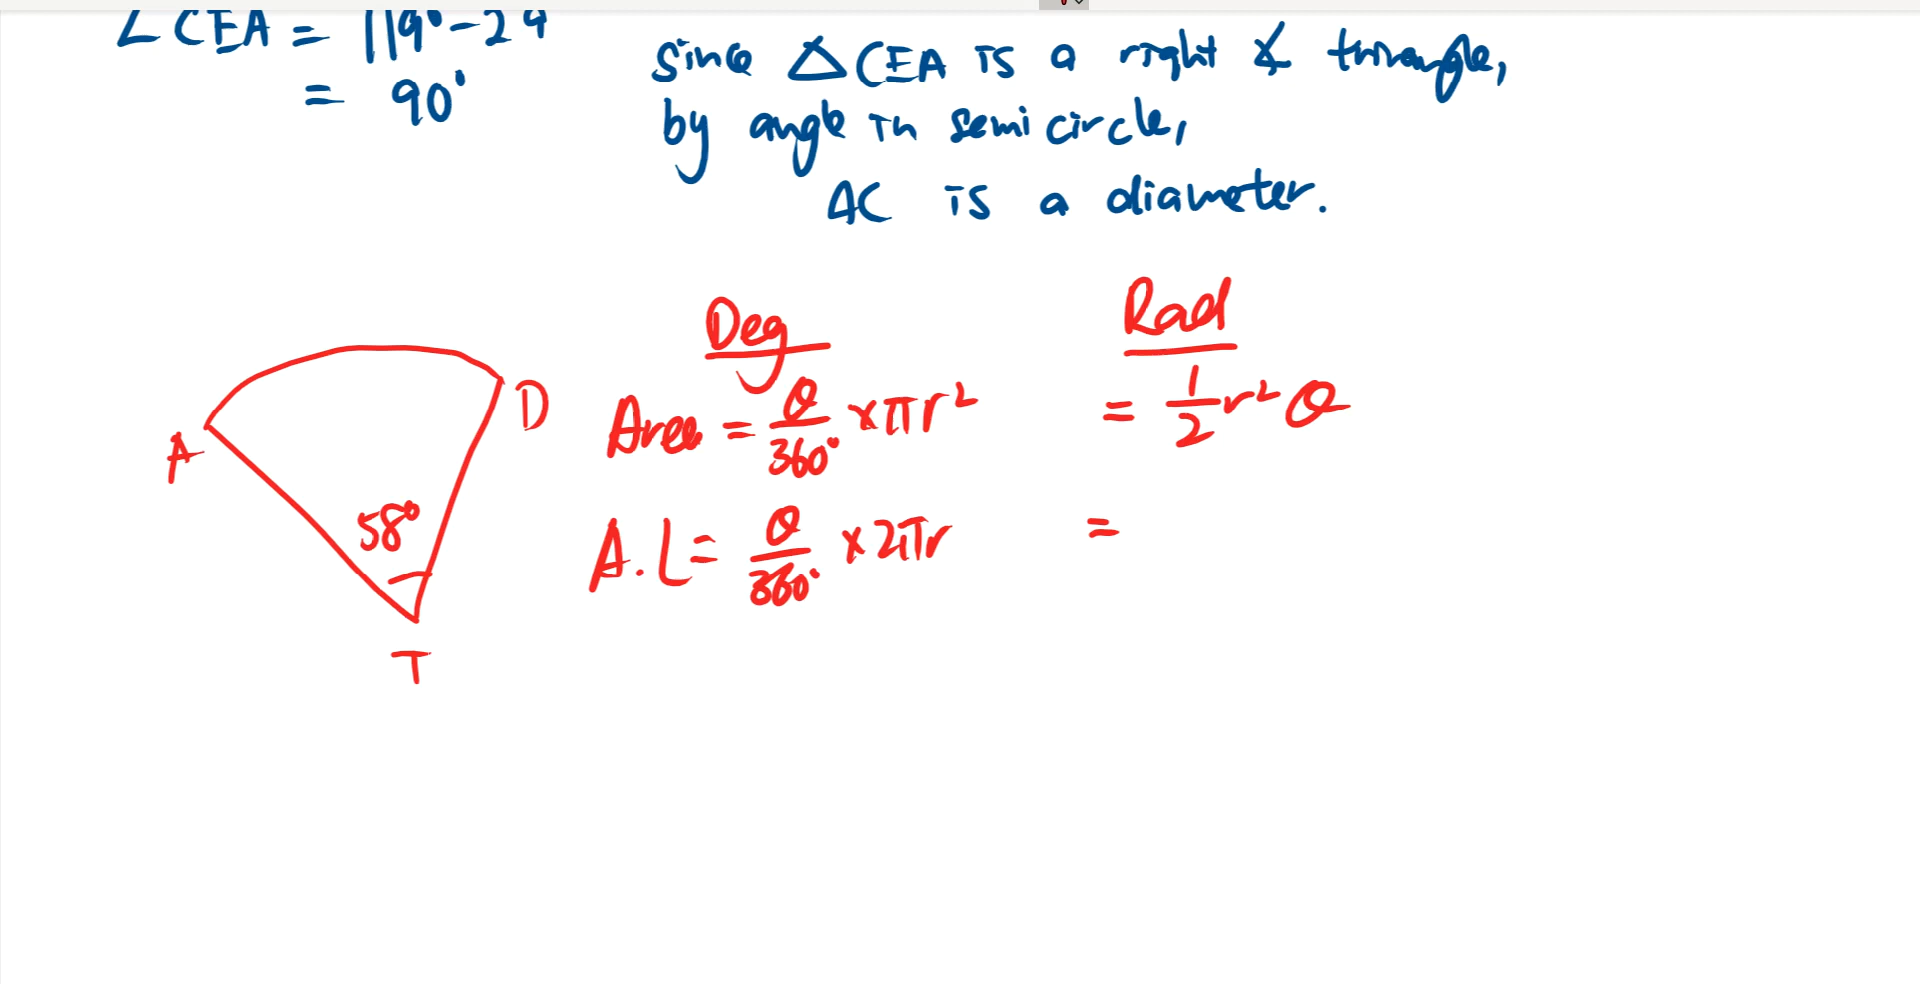 ∠CEA = 119° - 29
= 90°
since △CEA is a right ∡ triangle,
by angle in semi circle,
AC is a diameter.
Deg
Rad
A
D
58°
T
Area = θ/360° × πr²
= 1/2 r² θ
A.L = θ/360° × 2πr
=